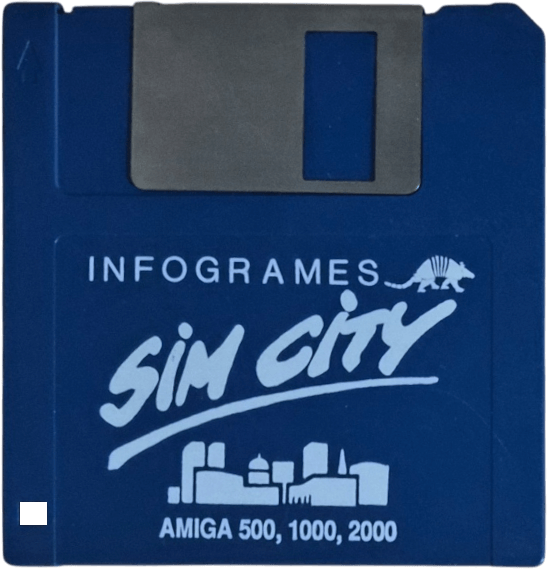 INFOGRAMES
SIM CITY
AMIGA 500, 1000, 2000